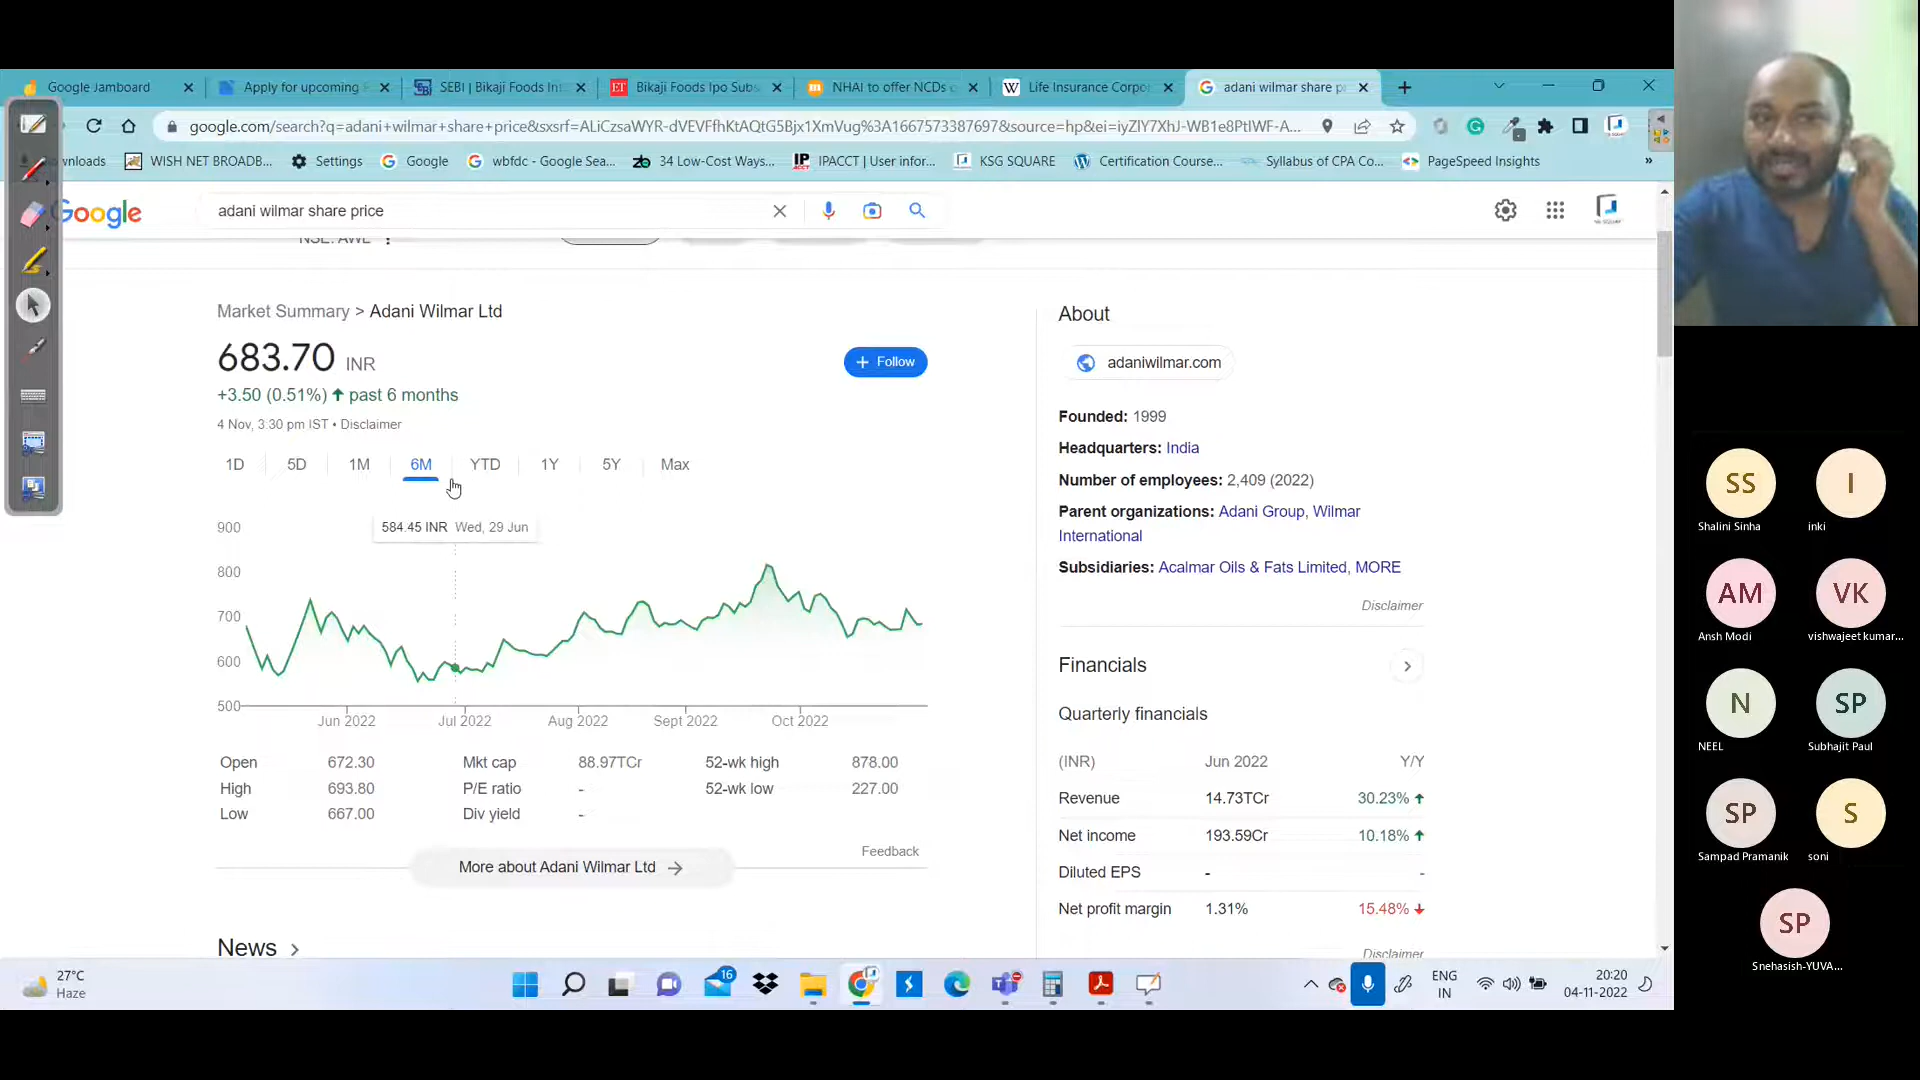 Google Jamboard
Apply for upcoming
SEBI | Bikaji Foods In
Bikaji Foods Ipo Subs
NHAI to offer NCDs
Life Insurance Corpo
adani wilmar share p
google.com/search?q=adani+wilmar+share+price&sxsrf=ALiCzsaWYR-dVEVFfhKtAQtG5Bjx1XmVug%3A1667573387697&source=hp&ei=iyZlY7XhJ-WB1e8PtIWF-A...
wnloads
WISH NET BROADB...
Settings
Google
wbfdc - Google Sea...
34 Low-Cost Ways...
IPACCT | User infor...
KSG SQUARE
Certification Course...
Syllabus of CPA Co...
PageSpeed Insights
»
Google
adani wilmar share price
NSE: AWL
Market Summary > Adani Wilmar Ltd
683.70 INR
+ Follow
+3.50 (0.51%) ↑ past 6 months
4 Nov, 3:30 pm IST • Disclaimer
1D 5D 1M 6M YTD 1Y 5Y Max
584.45 INR Wed, 29 Jun
900
800
700
600
500
Jun 2022 Jul 2022 Aug 2022 Sept 2022 Oct 2022
Open 672.30 Mkt cap 88.97TCr 52-wk high 878.00
High 693.80 P/E ratio - 52-wk low 227.00
Low 667.00 Div yield -
Feedback
More about Adani Wilmar Ltd →
News >
About
adaniwilmar.com
Founded: 1999
Headquarters: India
Number of employees: 2,409 (2022)
Parent organizations: Adani Group, Wilmar
International
Subsidiaries: Acalmar Oils & Fats Limited, MORE
Disclaimer
Financials
Quarterly financials
(INR) Jun 2022 Y/Y
Revenue 14.73TCr 30.23% ↑
Net income 193.59Cr 10.18% ↑
Diluted EPS - -
Net profit margin 1.31% 15.48% ↓
Disclaimer
27°C
Haze
16
ENG
IN
20:20
04-11-2022
SS
Shalini Sinha
I
inki
AM
Ansh Modi
VK
vishwajeet kumar...
N
NEEL
SP
Subhajit Paul
SP
Sampad Pramanik
S
soni
SP
Snehasish-YUVA...